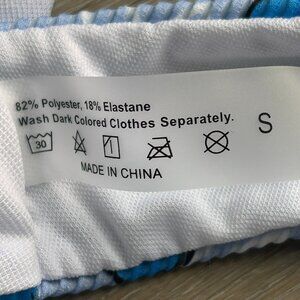 82% Polyester, 18% Elastane
Wash Dark Colored Clothes Separately.
30
S
MADE IN CHINA